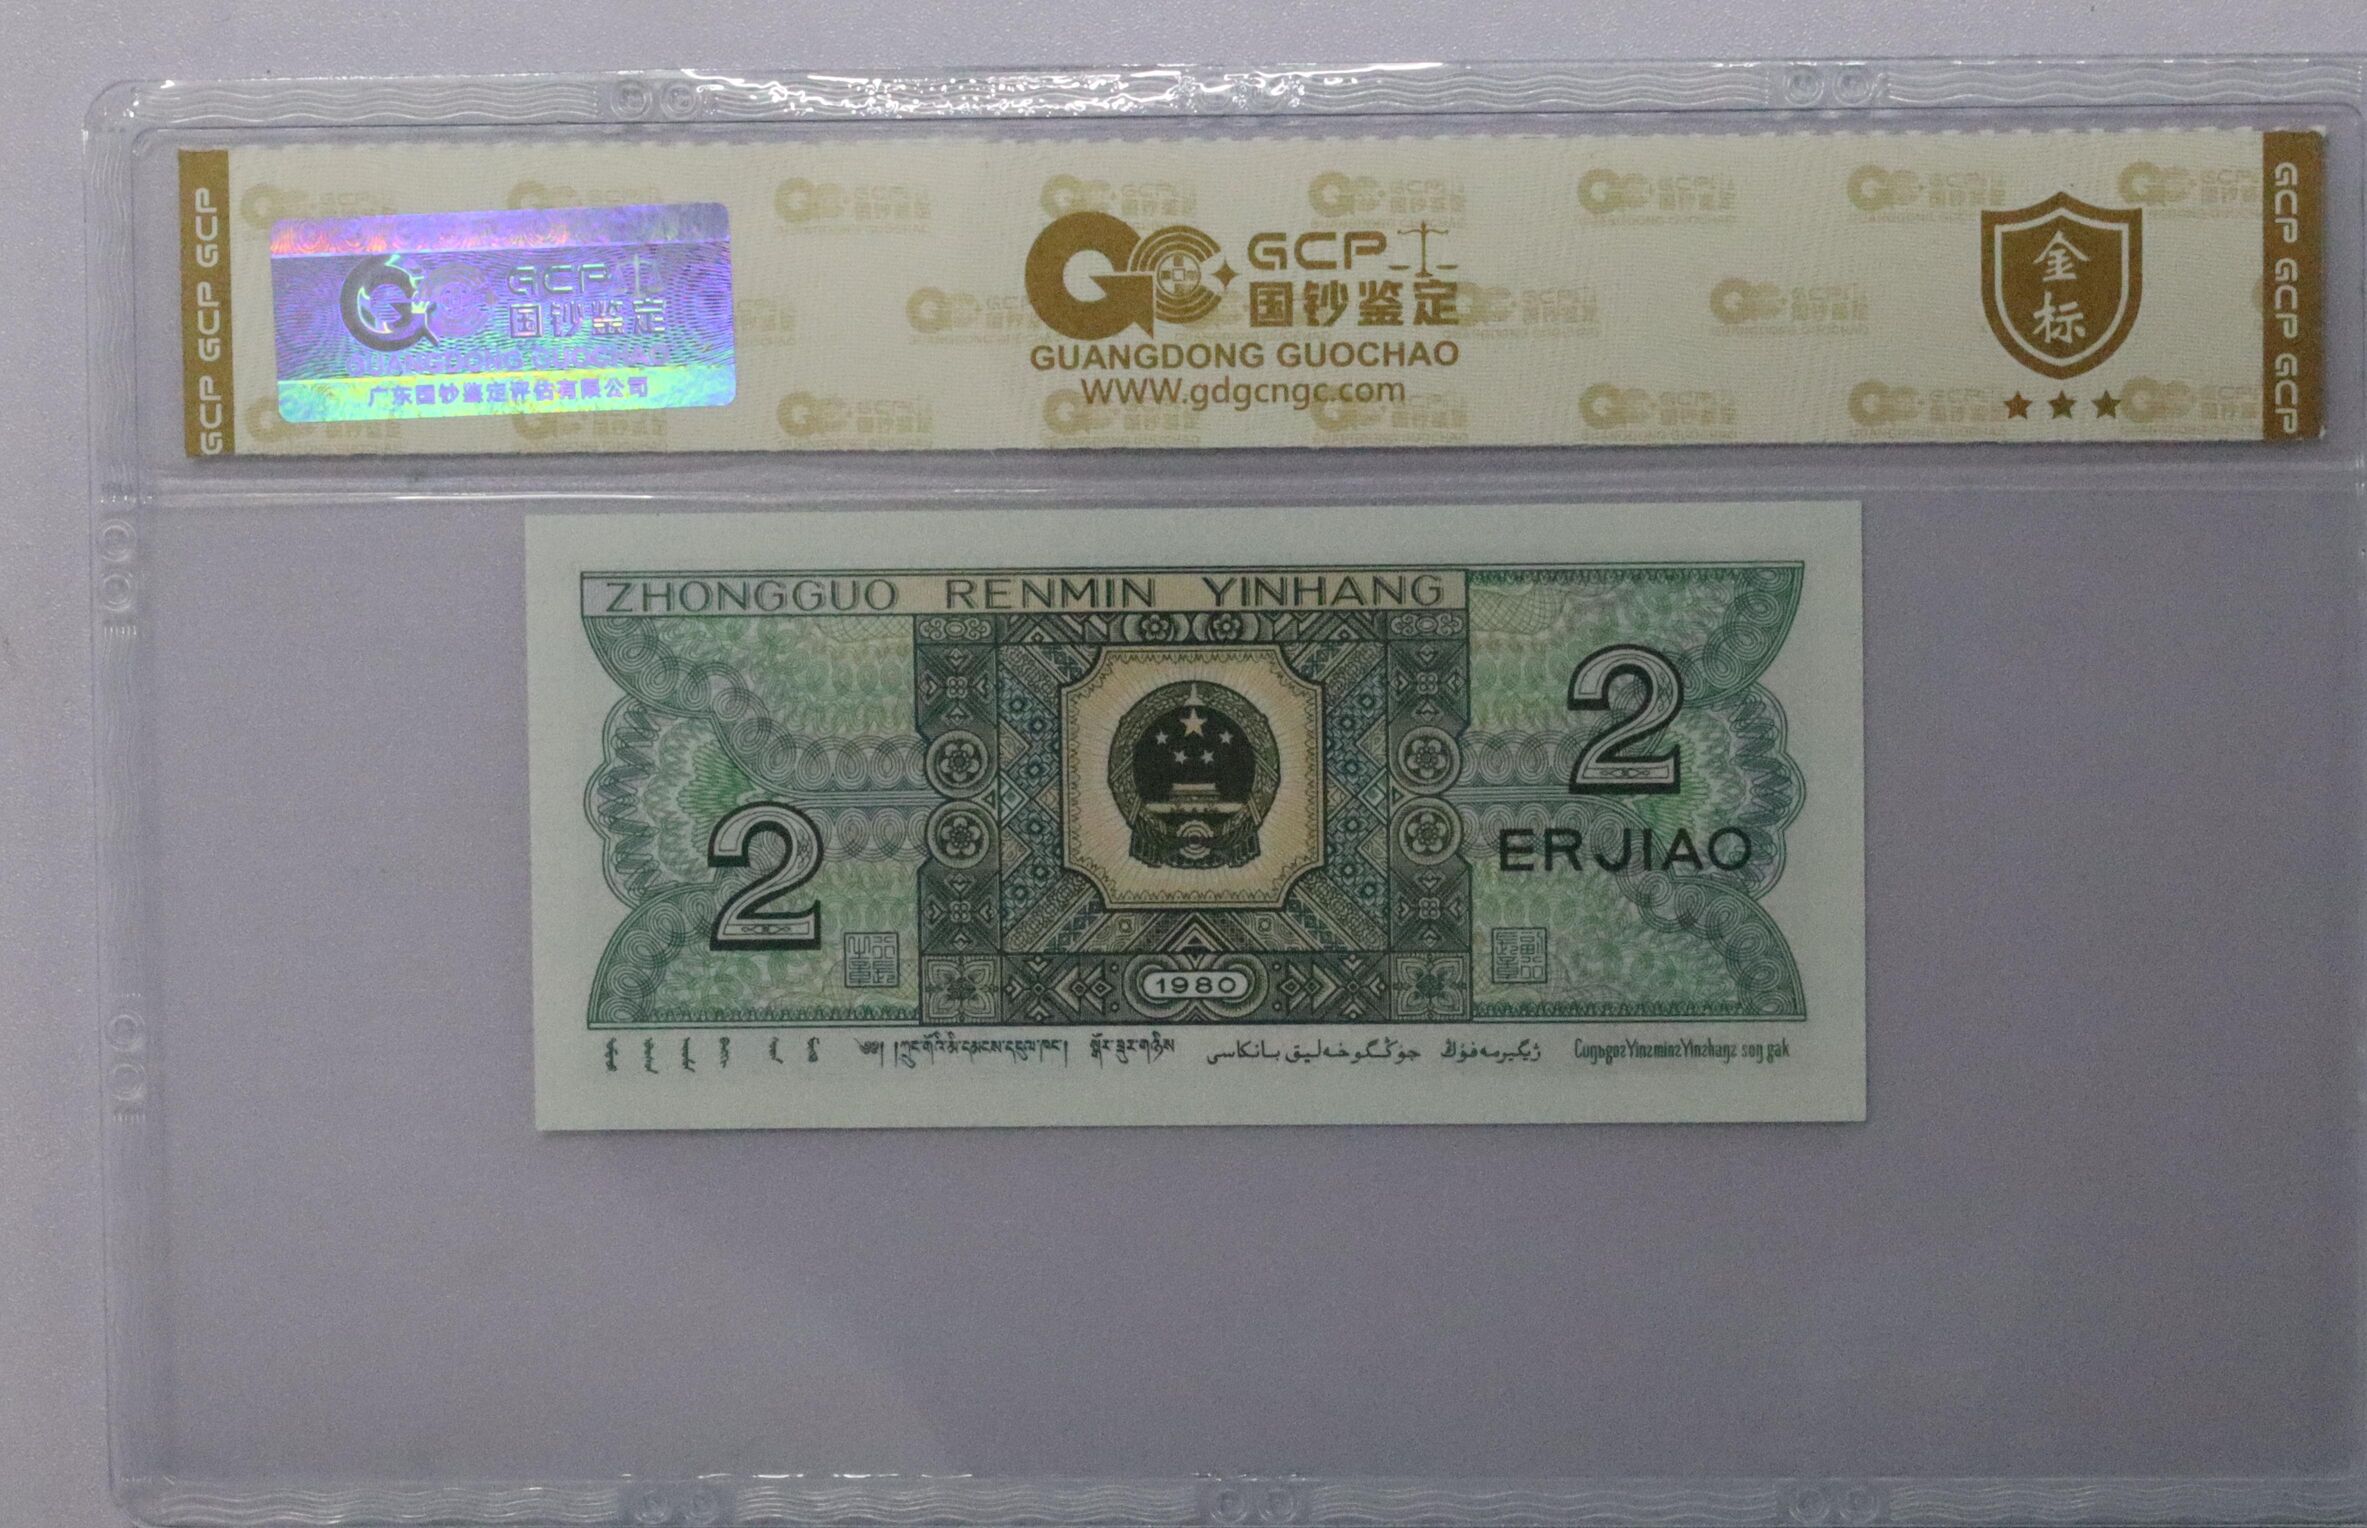 GCP GCP GCP
GCP
国钞鉴定
GUANGDONG GUOCHAO
广东国钞鉴定评估有限公司
GCP
国钞鉴定
GUANGDONG GUOCHAO
WWW.gdgcngc.com
金
标
GCP GCP GCP
ZHONGGUO RENMIN YINHANG
2
ERJIAO
2
1980